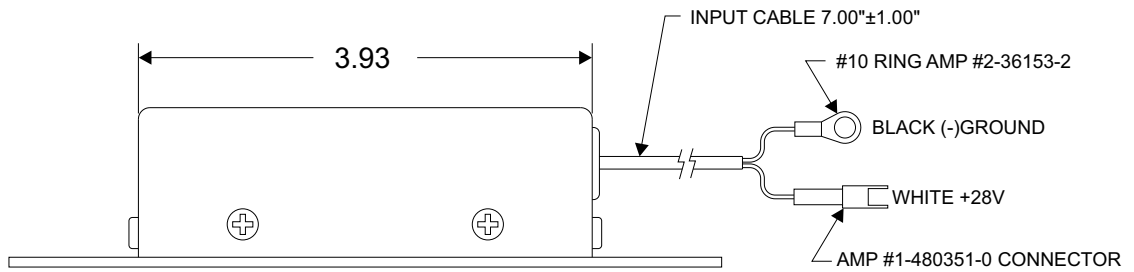 INPUT CABLE 7.00"±1.00"
3.93
#10 RING AMP #2-36153-2
BLACK (-)GROUND
WHITE +28V
AMP #1-480351-0 CONNECTOR